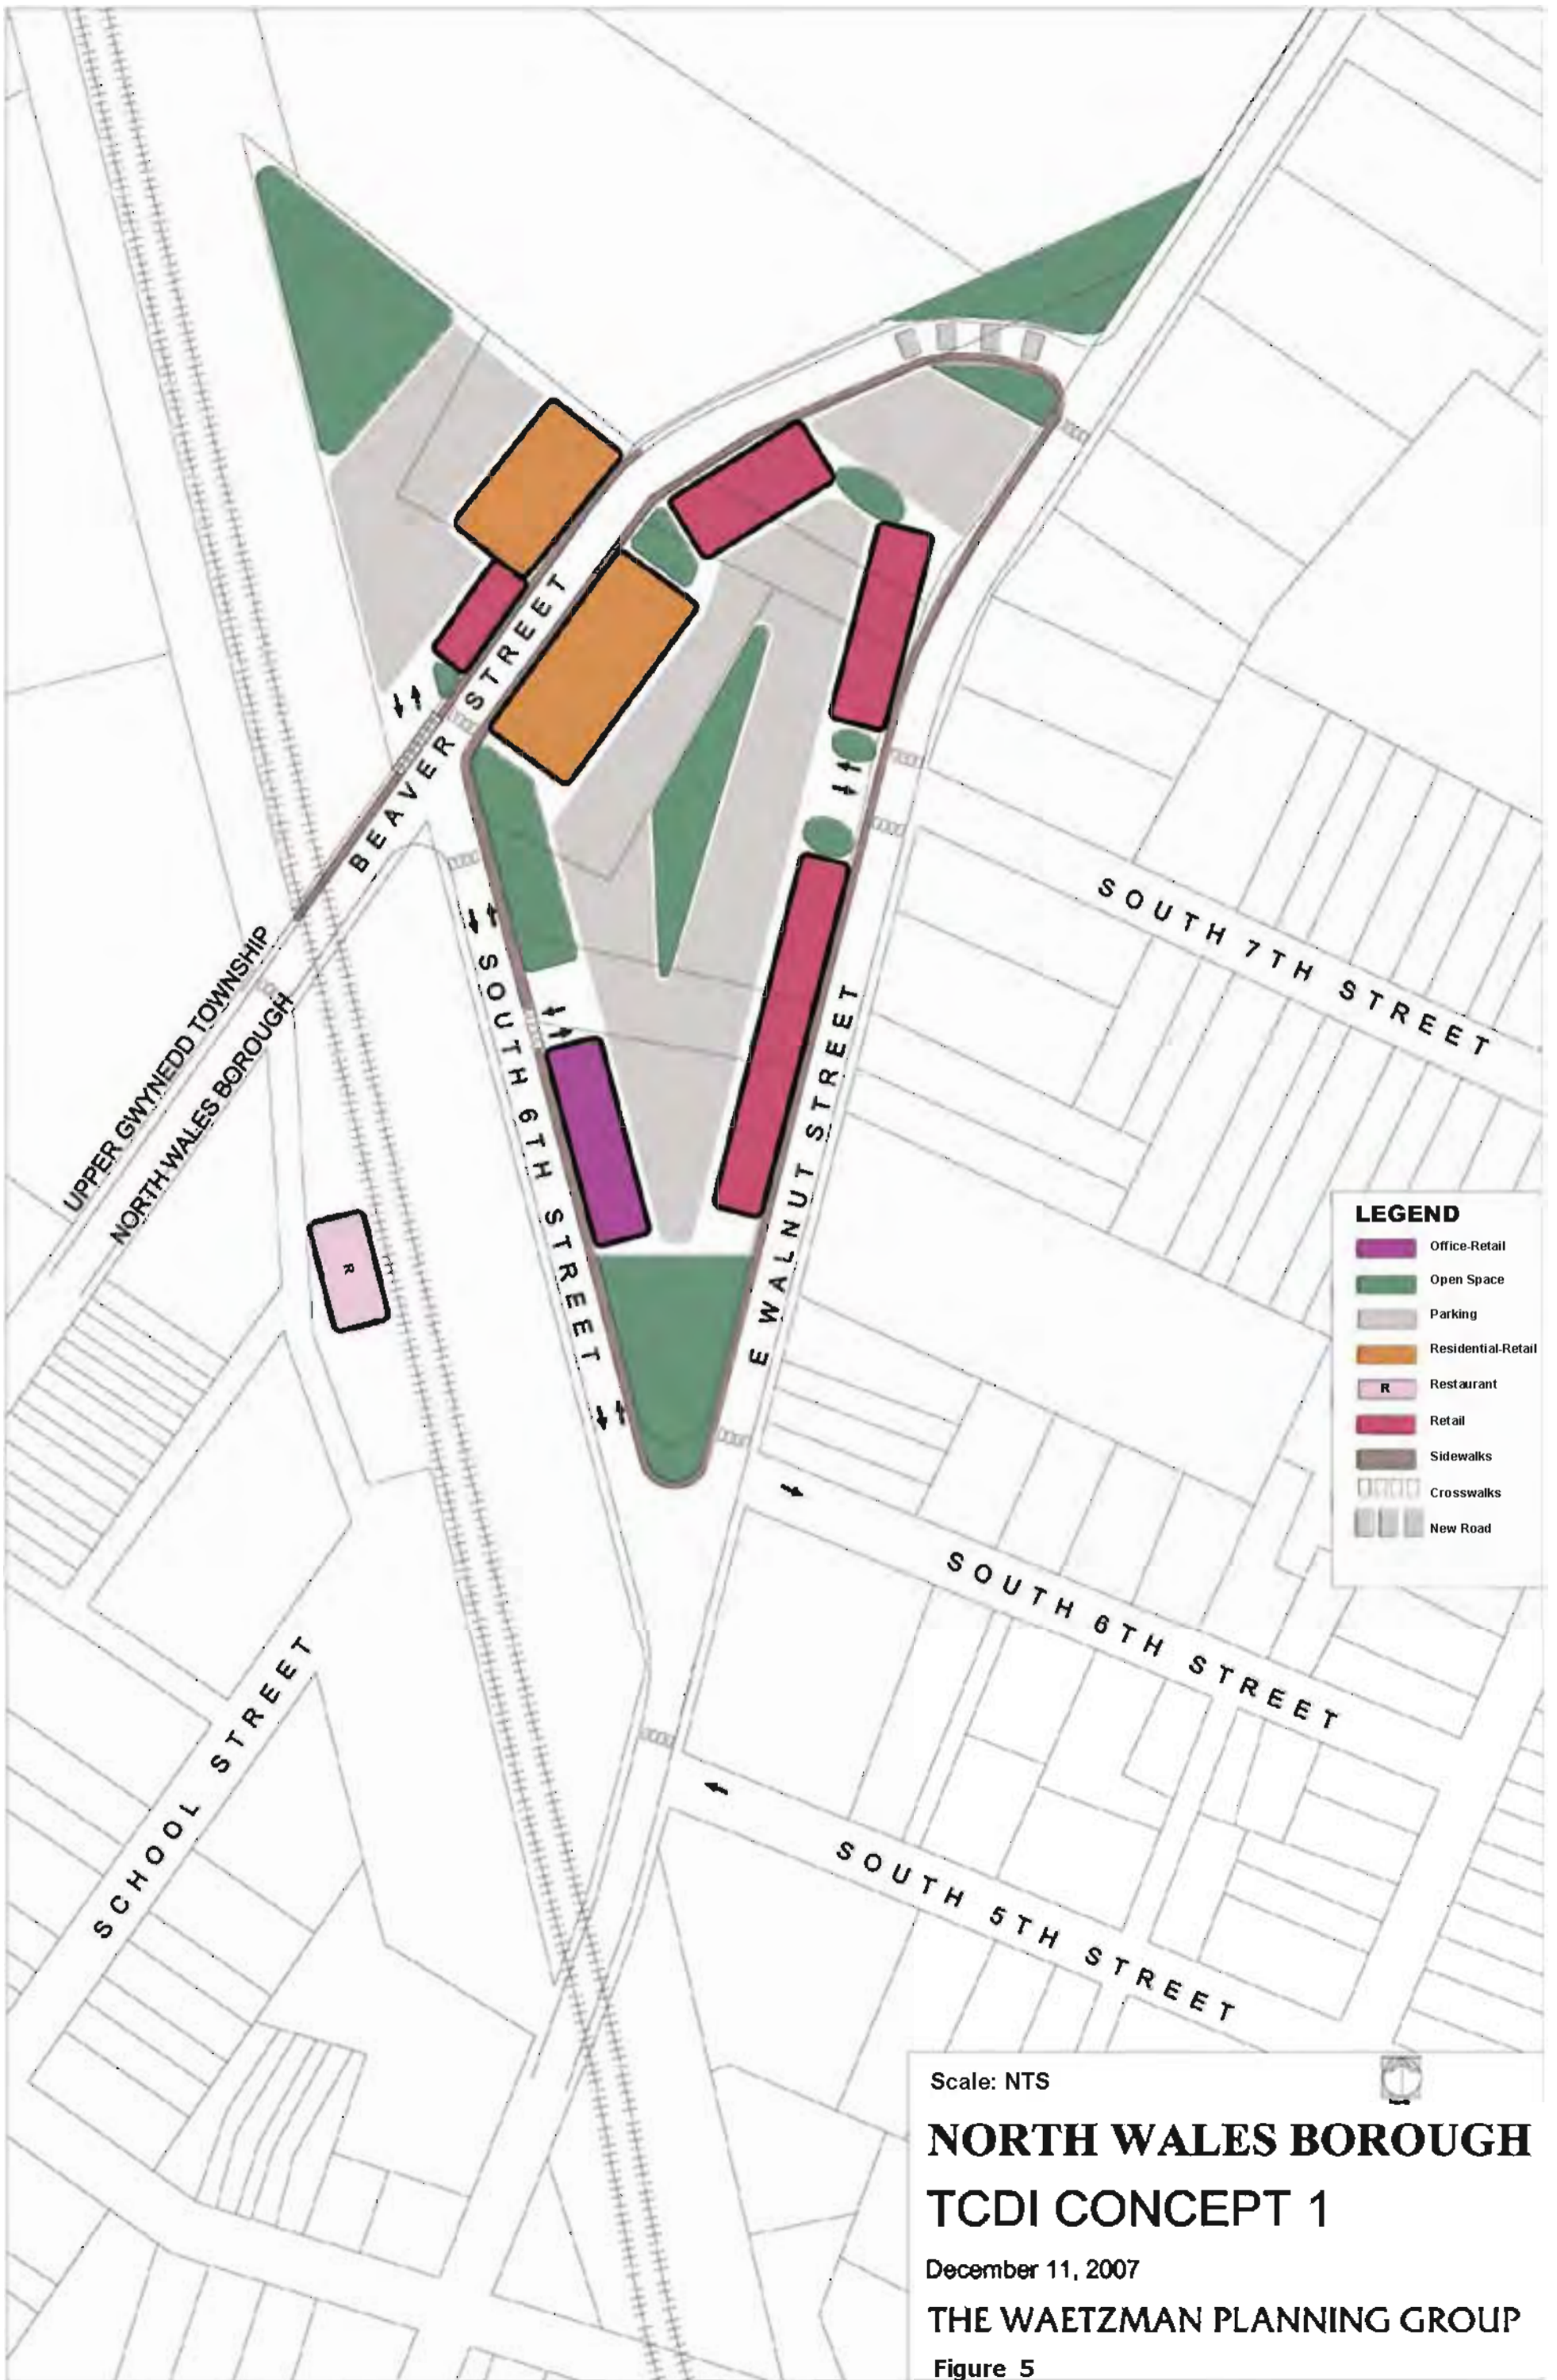 BEAVER STREET
UPPER GWYNEDD TOWNSHIP
NORTH WALES BOROUGH
SOUTH 6TH STREET
E WALNUT STREET
SOUTH 7TH STREET
R
LEGEND
Office-Retail
Open Space
Parking
Residential-Retail
R Restaurant
Retail
Sidewalks
Crosswalks
New Road
SOUTH 6TH STREET
SCHOOL STREET
SOUTH 5TH STREET
Scale: NTS
NORTH WALES BOROUGH
TCDI CONCEPT 1
December 11, 2007
THE WAETZMAN PLANNING GROUP
Figure 5